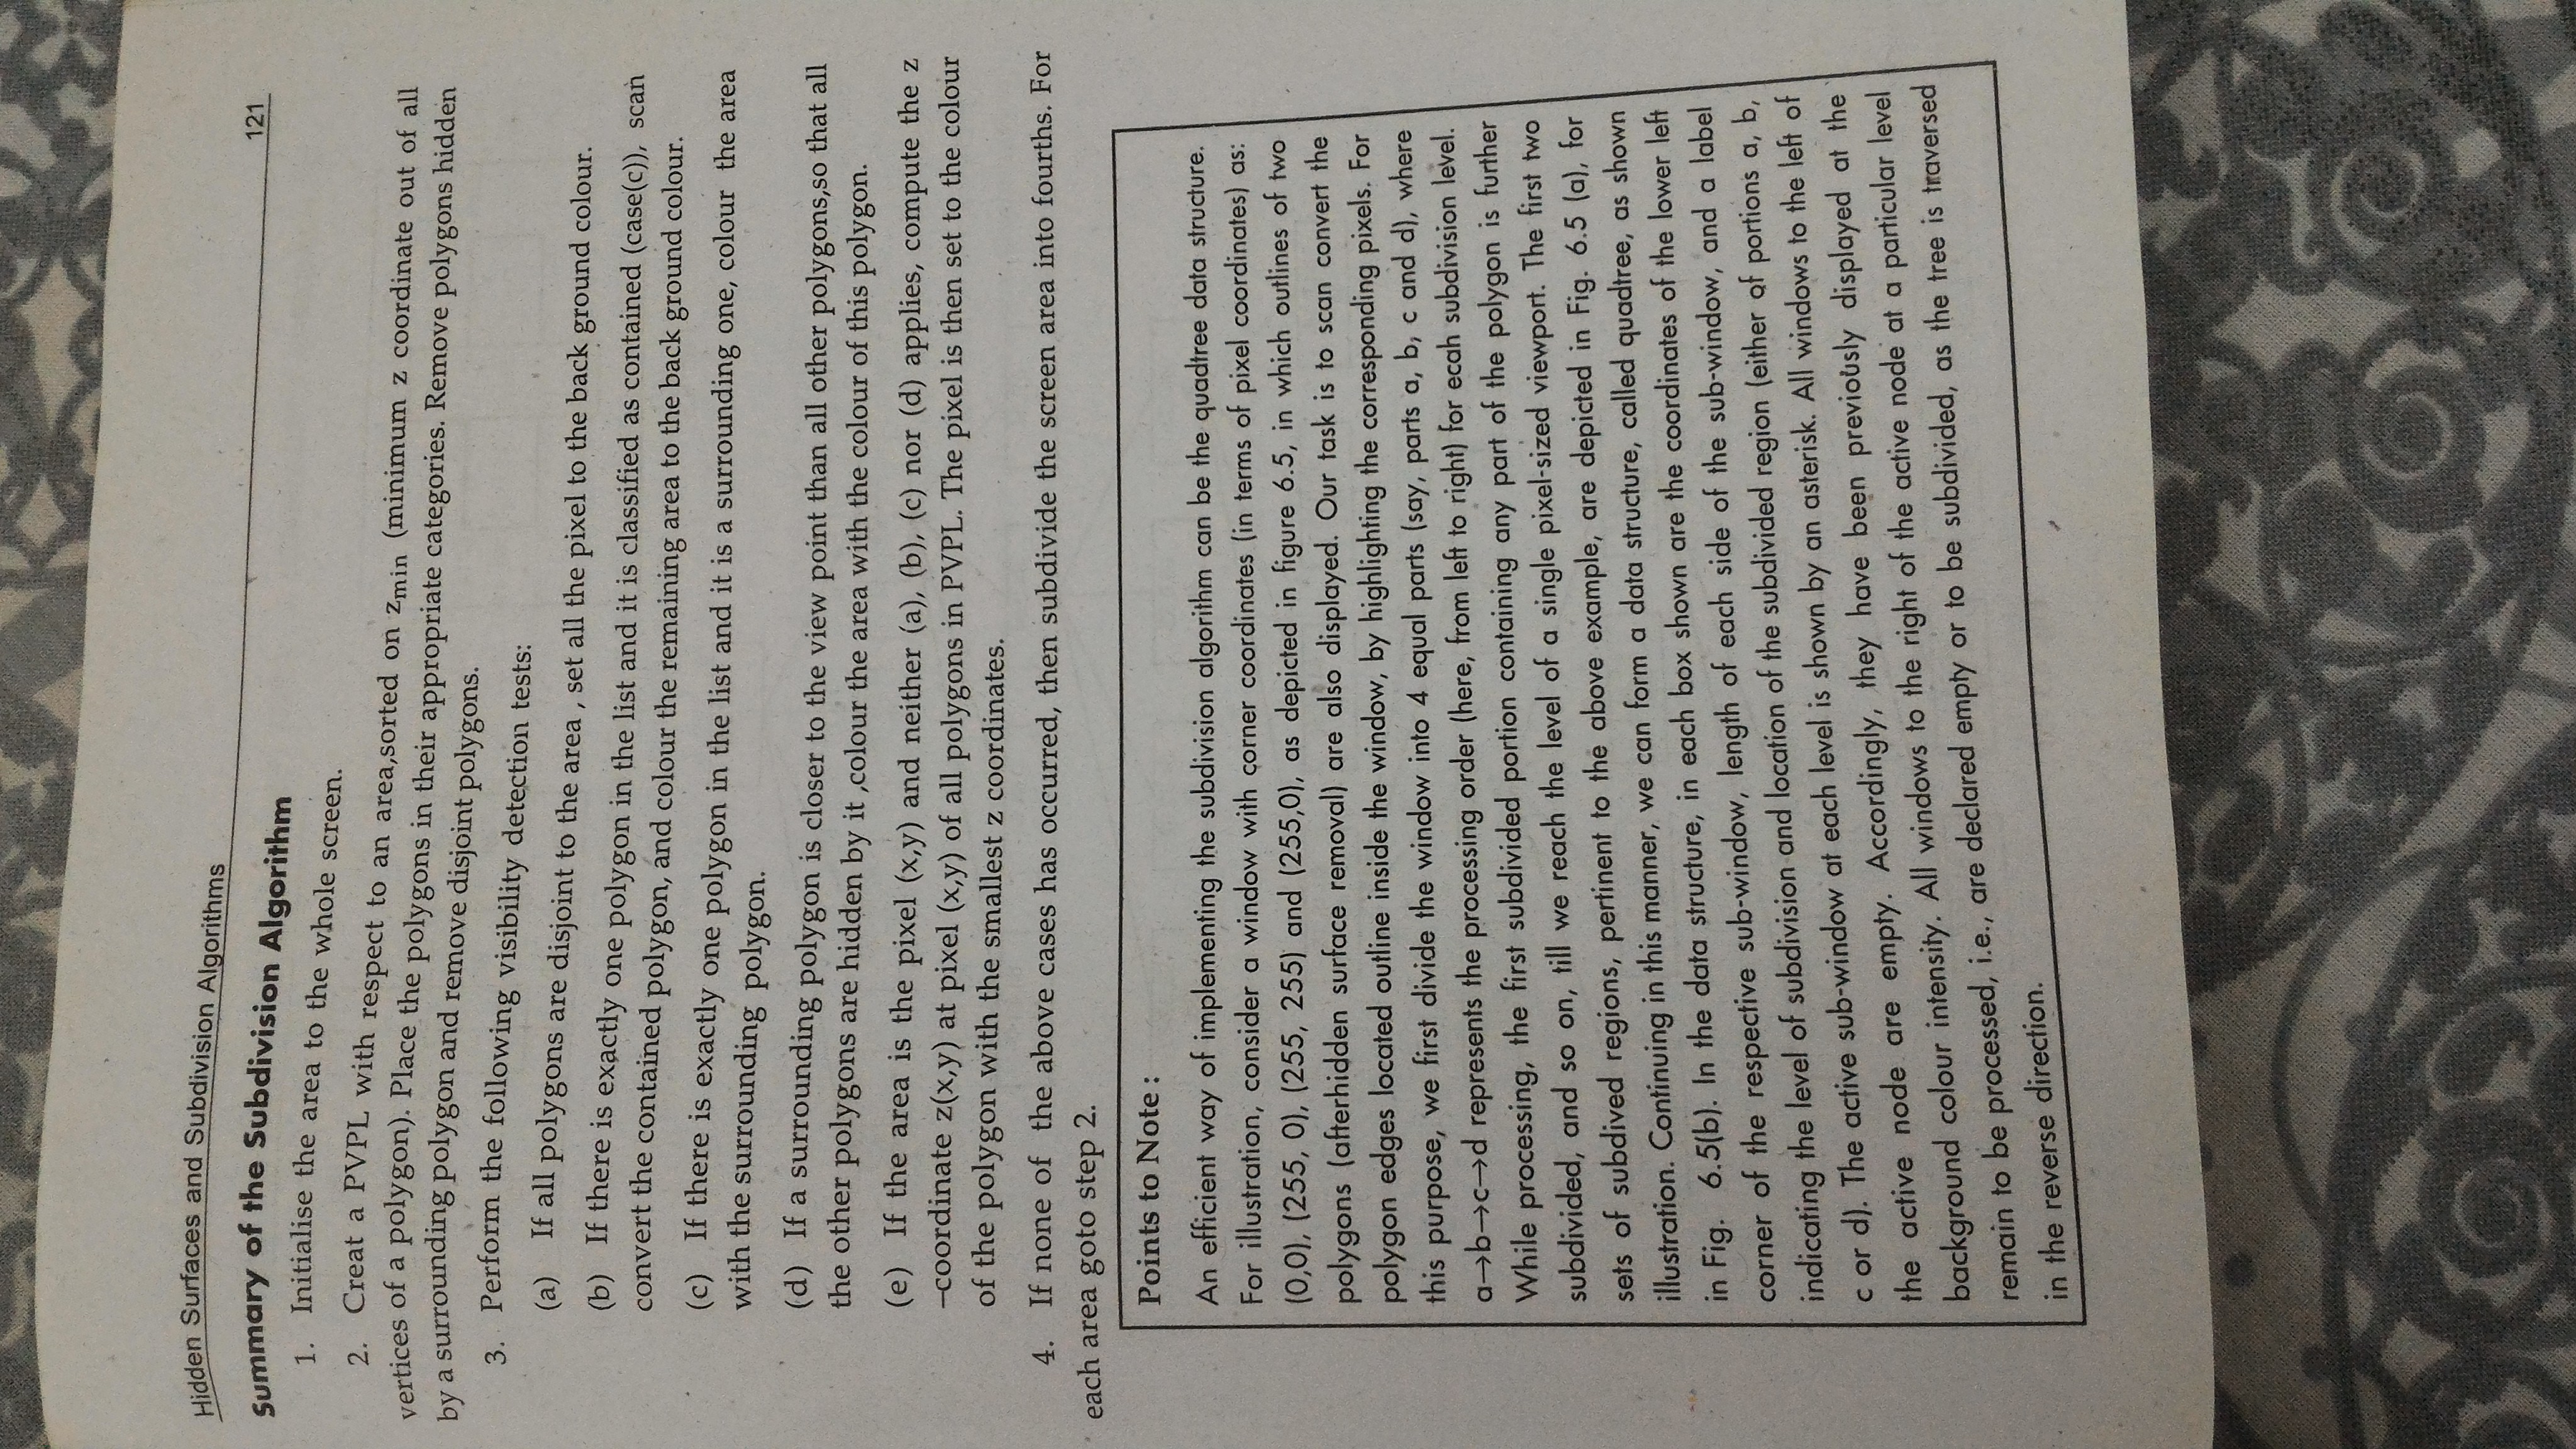 Hidden Surfaces and Subdivision Algorithms
121
Summary of the Subdivision Algorithm
1. Initialise the area to the whole screen.
2. Creat a PVPL with respect to an area,sorted on zmin (minimum z coordinate out of all
vertices of a polygon). Place the polygons in their appropriate categories. Remove polygons hidden
by a surrounding polygon and remove disjoint polygons.
3. Perform the following visibility detection tests:
(a) If all polygons are disjoint to the area , set all the pixel to the back ground colour.
(b) If there is exactly one polygon in the list and it is classified as contained (case(c)), scan
convert the contained polygon, and colour the remaining area to the back ground colour.
(c) If there is exactly one polygon in the list and it is a surrounding one, colour the area
with the surrounding polygon.
(d) If a surrounding polygon is closer to the view point than all other polygons,so that all
the other polygons are hidden by it ,colour the area with the colour of this polygon.
(e) If the area is the pixel (x,y) and neither (a), (b), (c) nor (d) applies, compute the z
–coordinate z(x,y) at pixel (x,y) of all polygons in PVPL. The pixel is then set to the colour
of the polygon with the smallest z coordinates.
4. If none of the above cases has occurred, then subdivide the screen area into fourths. For
each area goto step 2.
Points to Note :
An efficient way of implementing the subdivision algorithm can be the quadtree data structure.
For illustration, consider a window with corner coordinates (in terms of pixel coordinates) as:
(0,0), (255, 0), (255, 255) and (255,0), as depicted in figure 6.5, in which outlines of two
polygons (afterhidden surface removal) are also displayed. Our task is to scan convert the
polygon edges located outline inside the window, by highlighting the corresponding pixels. For
this purpose, we first divide the window into 4 equal parts (say, parts a, b, c and d), where
a→b→c→d represents the processing order (here, from left to right) for ecah subdivision level.
While processing, the first subdivided portion containing any part of the polygon is further
subdivided, and so on, till we reach the level of a single pixel-sized viewport. The first two
sets of subdived regions, pertinent to the above example, are depicted in Fig. 6.5 (a), for
illustration. Continuing in this manner, we can form a data structure, called quadtree, as shown
in Fig. 6.5(b). In the data structure, in each box shown are the coordinates of the lower left
corner of the respective sub-window, length of each side of the sub-window, and a label
indicating the level of subdivision and location of the subdivided region (either of portions a, b,
c or d). The active sub-window at each level is shown by an asterisk. All windows to the left of
the active node are empty. Accordingly, they have been previously displayed at the
background colour intensity. All windows to the right of the active node at a particular level
remain to be processed, i.e., are declared empty or to be subdivided, as the tree is traversed
in the reverse direction.